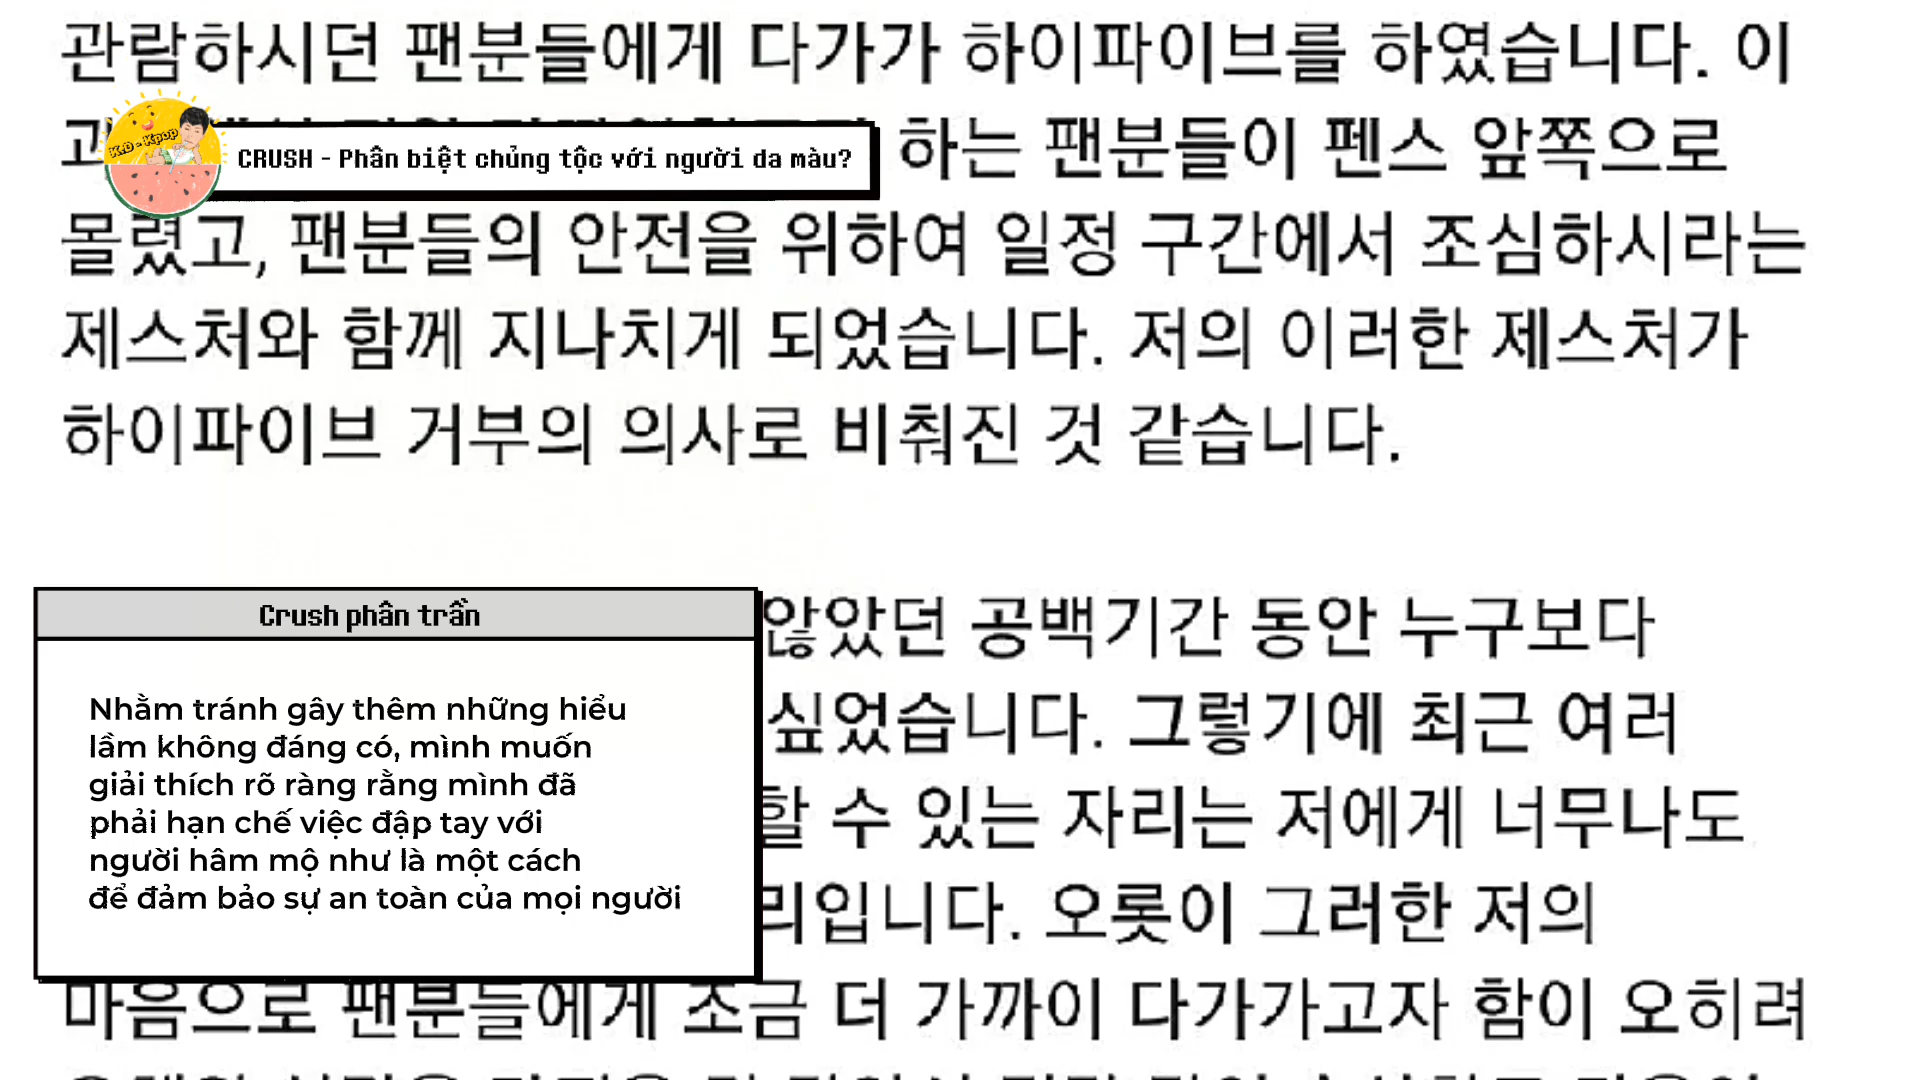 관람하시던 팬분들에게 다가가 하이파이브를 하였습니다. 이
K.D - Kpop
CRUSH - Phân biệt chủng tộc với người da màu?
하는 팬분들이 펜스 앞쪽으로
몰렸고, 팬분들의 안전을 위하여 일정 구간에서 조심하시라는
제스처와 함께 지나치게 되었습니다. 저의 이러한 제스처가
하이파이브 거부의 의사로 비춰진 것 같습니다.
Crush phân trần
Nhằm tránh gây thêm những hiểu
lầm không đáng có, mình muốn
giải thích rõ ràng rằng mình đã
phải hạn chế việc đập tay với
người hâm mộ như là một cách
để đảm bảo sự an toàn của mọi người
않았던 공백기간 동안 누구보다
싶었습니다. 그렇기에 최근 여러
할 수 있는 자리는 저에게 너무나도
리입니다. 오롯이 그러한 저의
마음으로 팬분들에게 조금 더 가까이 다가가고자 함이 오히려